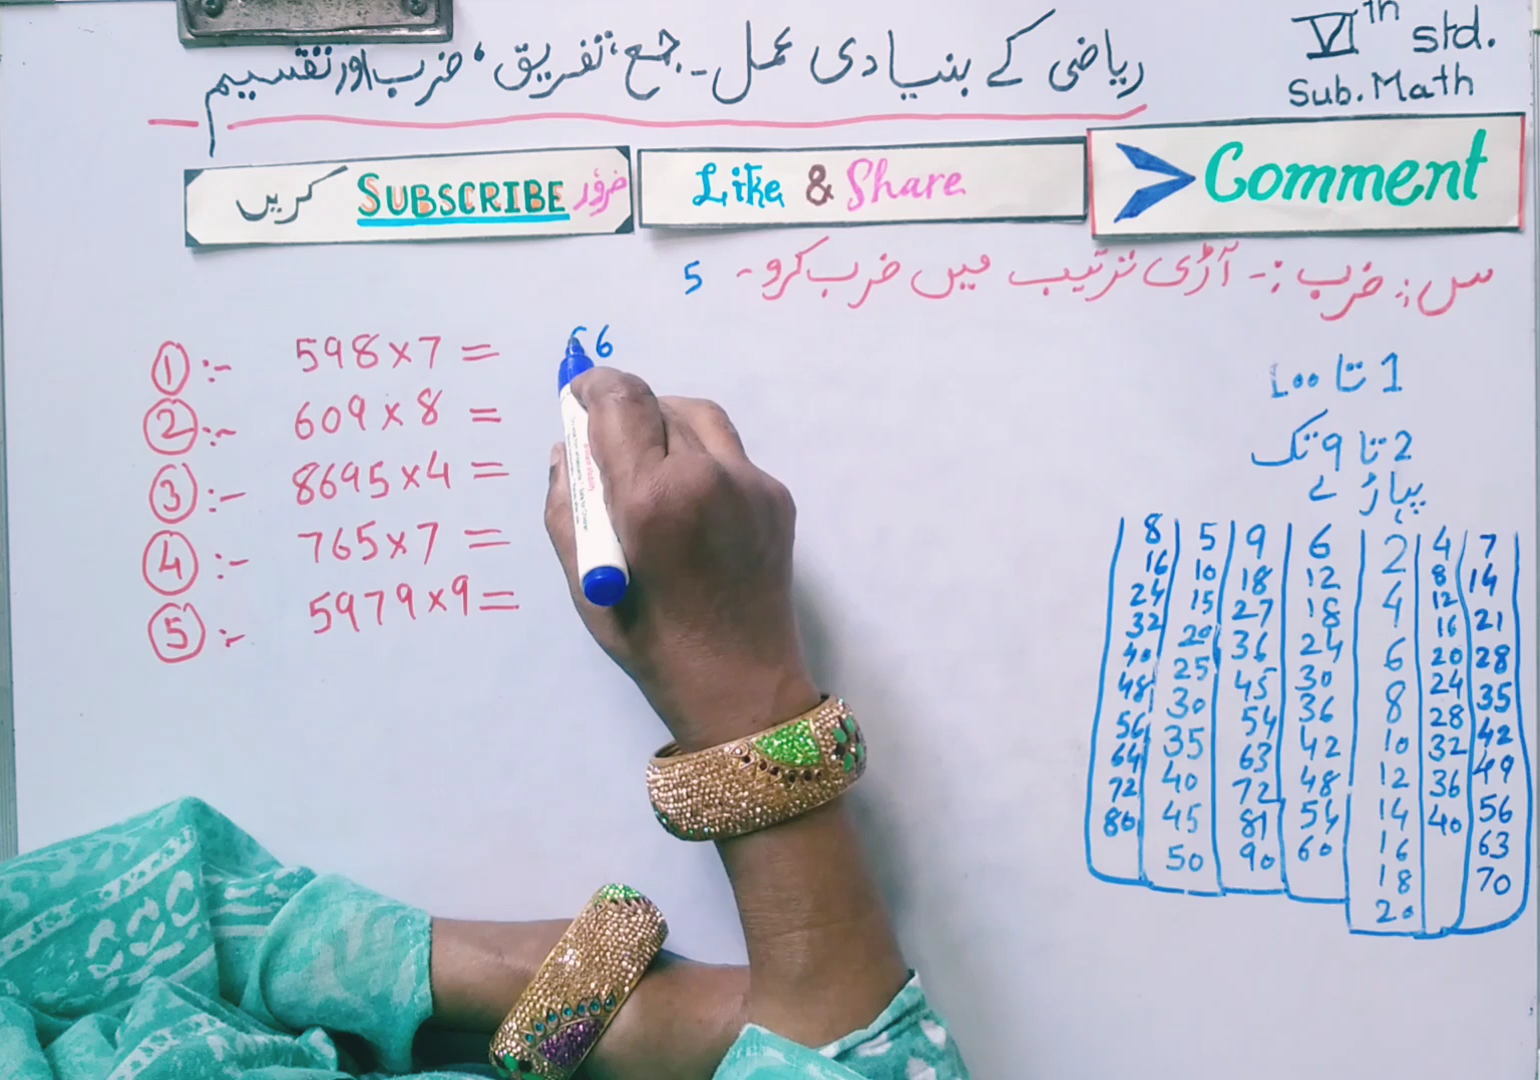 ریاضی کے بنیادی عمل ۔ جمع، تفریق، ضرب اور تقسیم
VIth std.
Sub. Math
ضرور SUBSCRIBE کریں
Like & Share
Comment
س:: ضرب :- آڑی ترتیب میں ضرب کرو۔
5
① :- 598×7 =
6
② :- 609×8 =
③ :- 8695×4 =
④ :- 765×7 =
⑤ :- 5979×9 =
1 تا 100
2 تا 9 تک
پہاڑے
8 5 9 6 2 4 7
16 10 18 12 4 8 14
24 15 27 18 6 12 21
32 20 36 24 8 16 28
40 25 45 30 10 20 35
48 30 54 36 12 24 42
56 35 63 42 14 28 49
64 40 72 48 16 32 56
72 45 81 54 18 36 63
80 50 90 60 20 40 70